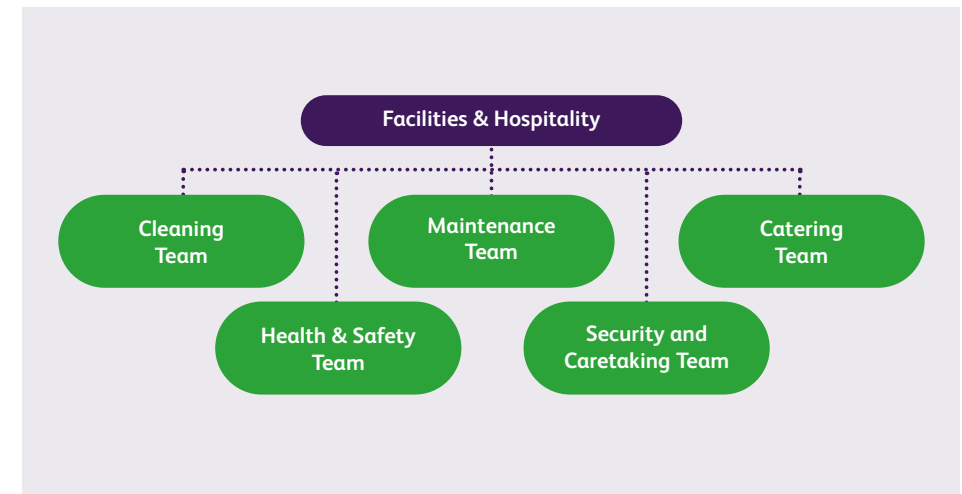 Facilities & Hospitality
Cleaning
Team
Maintenance
Team
Catering
Team
Health & Safety
Team
Security and
Caretaking Team